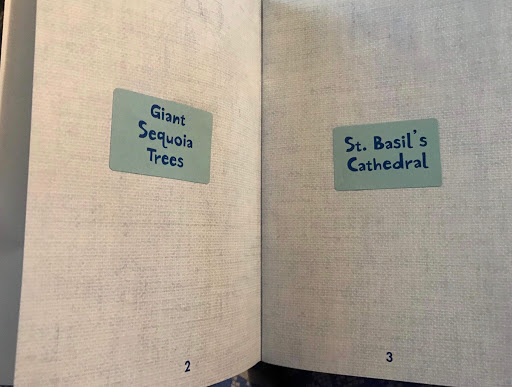 Giant
Sequoia
Trees
2
St. Basil's
Cathedral
3